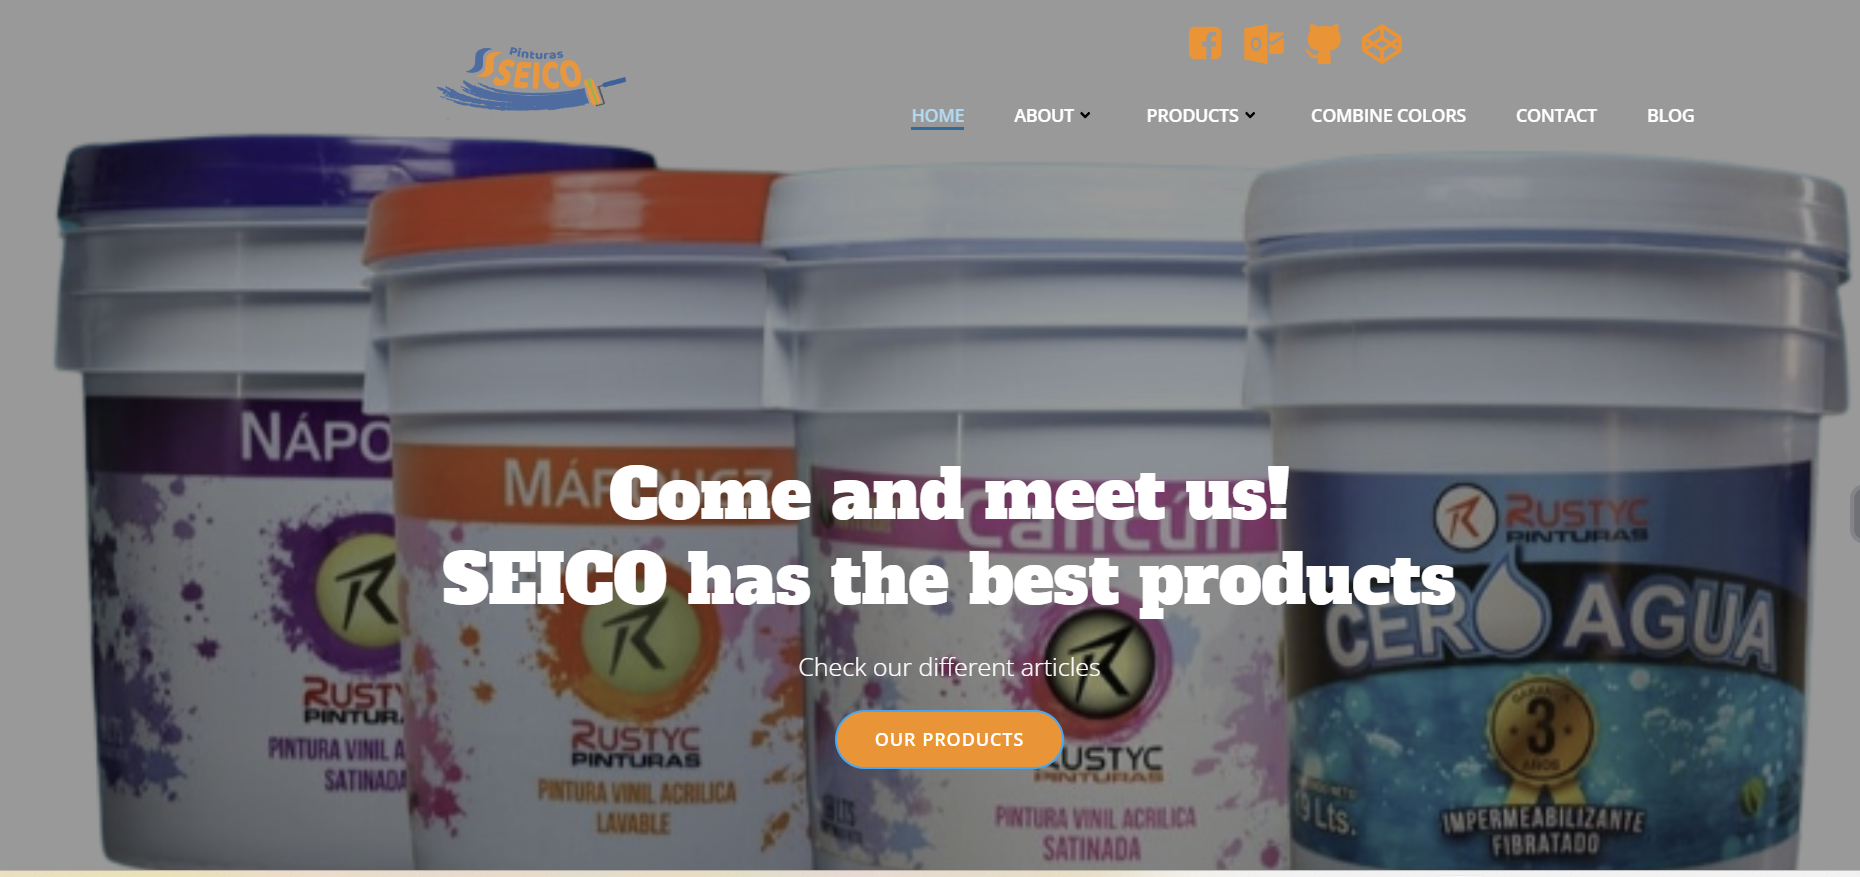 Pinturas
SEICO
HOME
ABOUT
PRODUCTS
COMBINE COLORS
CONTACT
BLOG
Come and meet us!
SEICO has the best products
Check our different articles
OUR PRODUCTS
NÁPO
RUSTY
PINTUR
PINTURA VINIL A
SATINADA
RUSTYC
PINTURAS
PINTURA VINIL ACRILICA
LAVABLE
Cancún
RUSTYC
PINTURAS
PINTURA VINIL ACRILICA
SATINADA
RUSTYC
PINTURAS
CERO AGUA
GARANTIA
3
AÑOS
19 Lts.
IMPERMEABILIZANTE
FIBRATADO